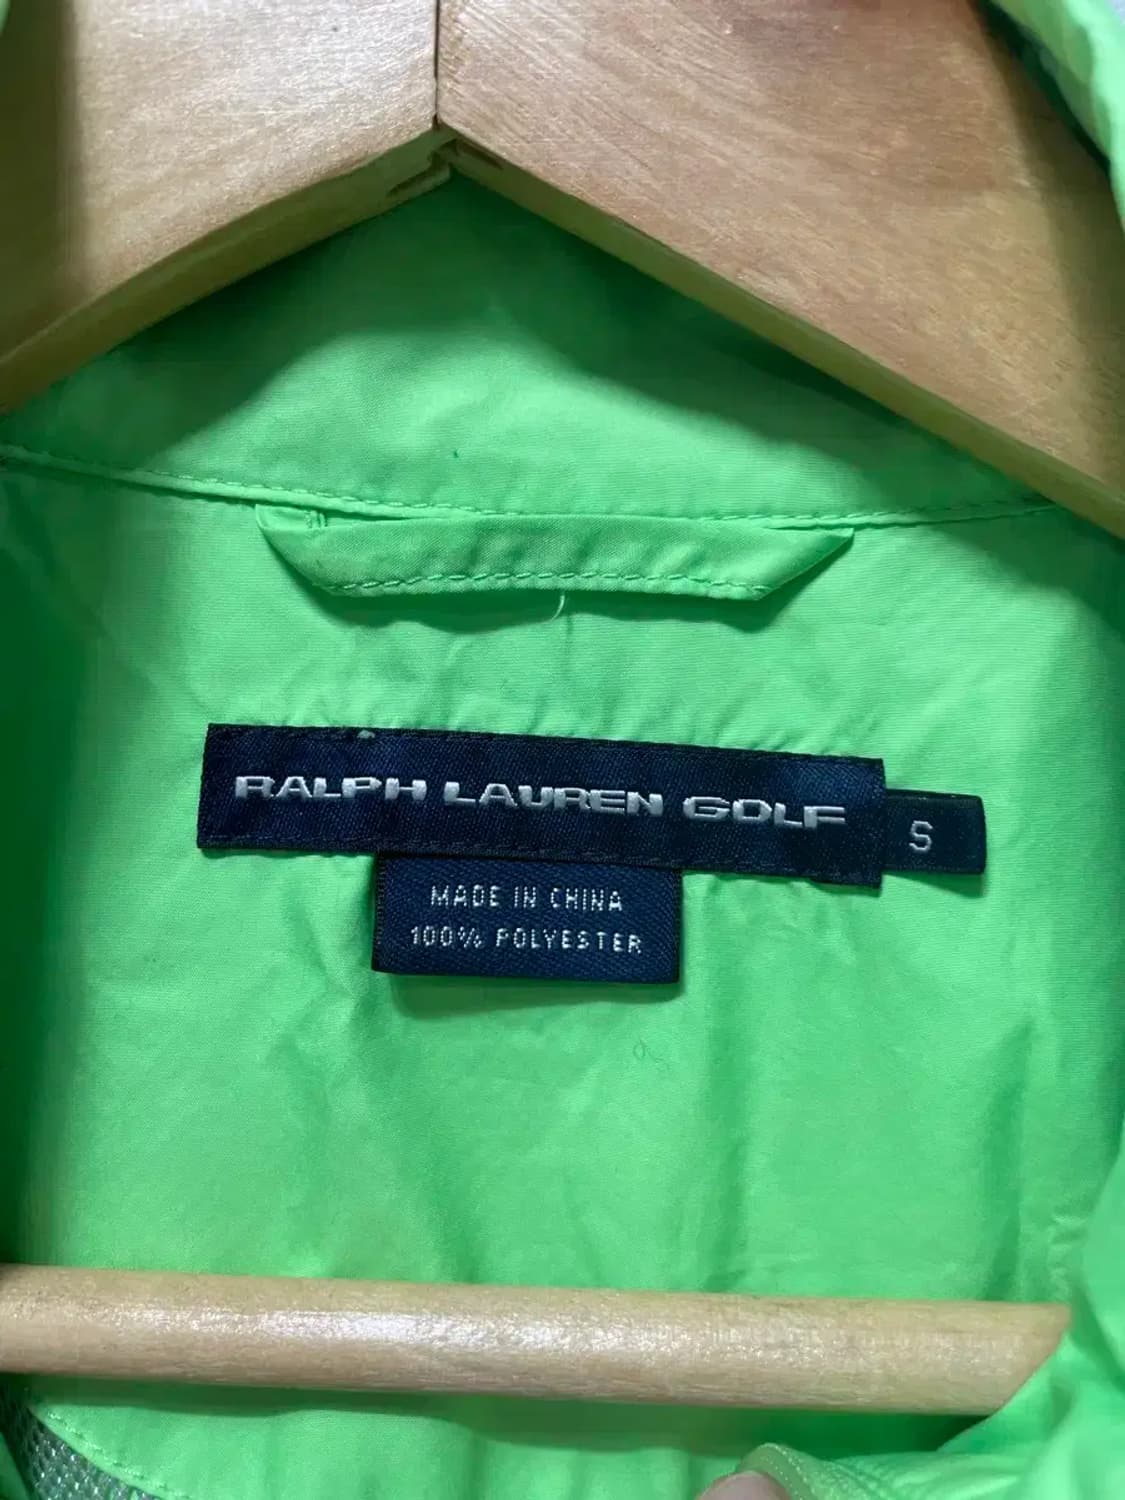 RALPH LAUREN GOLF
S
MADE IN CHINA
100% POLYESTER